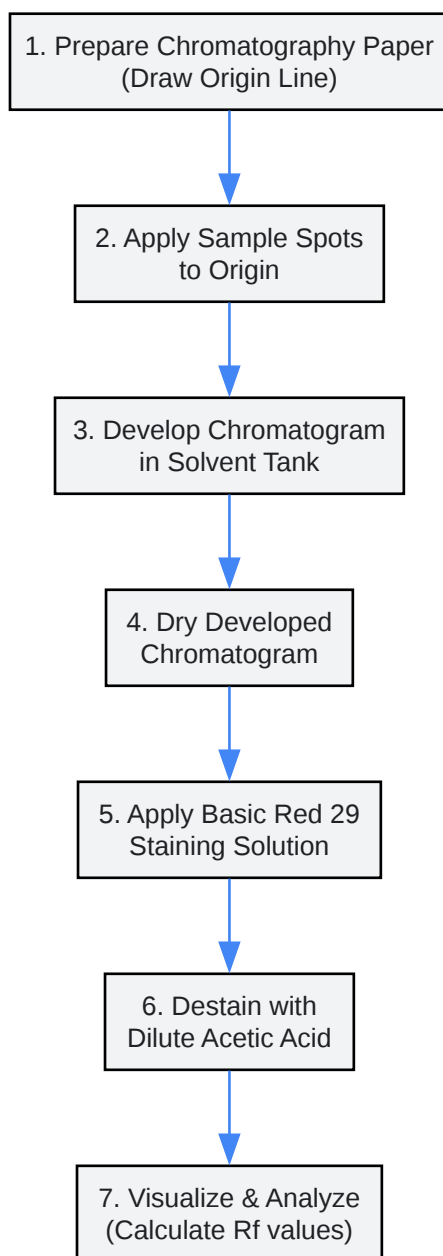 1. Prepare Chromatography Paper
(Draw Origin Line)
2. Apply Sample Spots
to Origin
3. Develop Chromatogram
in Solvent Tank
4. Dry Developed
Chromatogram
5. Apply Basic Red 29
Staining Solution
6. Destain with
Dilute Acetic Acid
7. Visualize & Analyze
(Calculate Rf values)